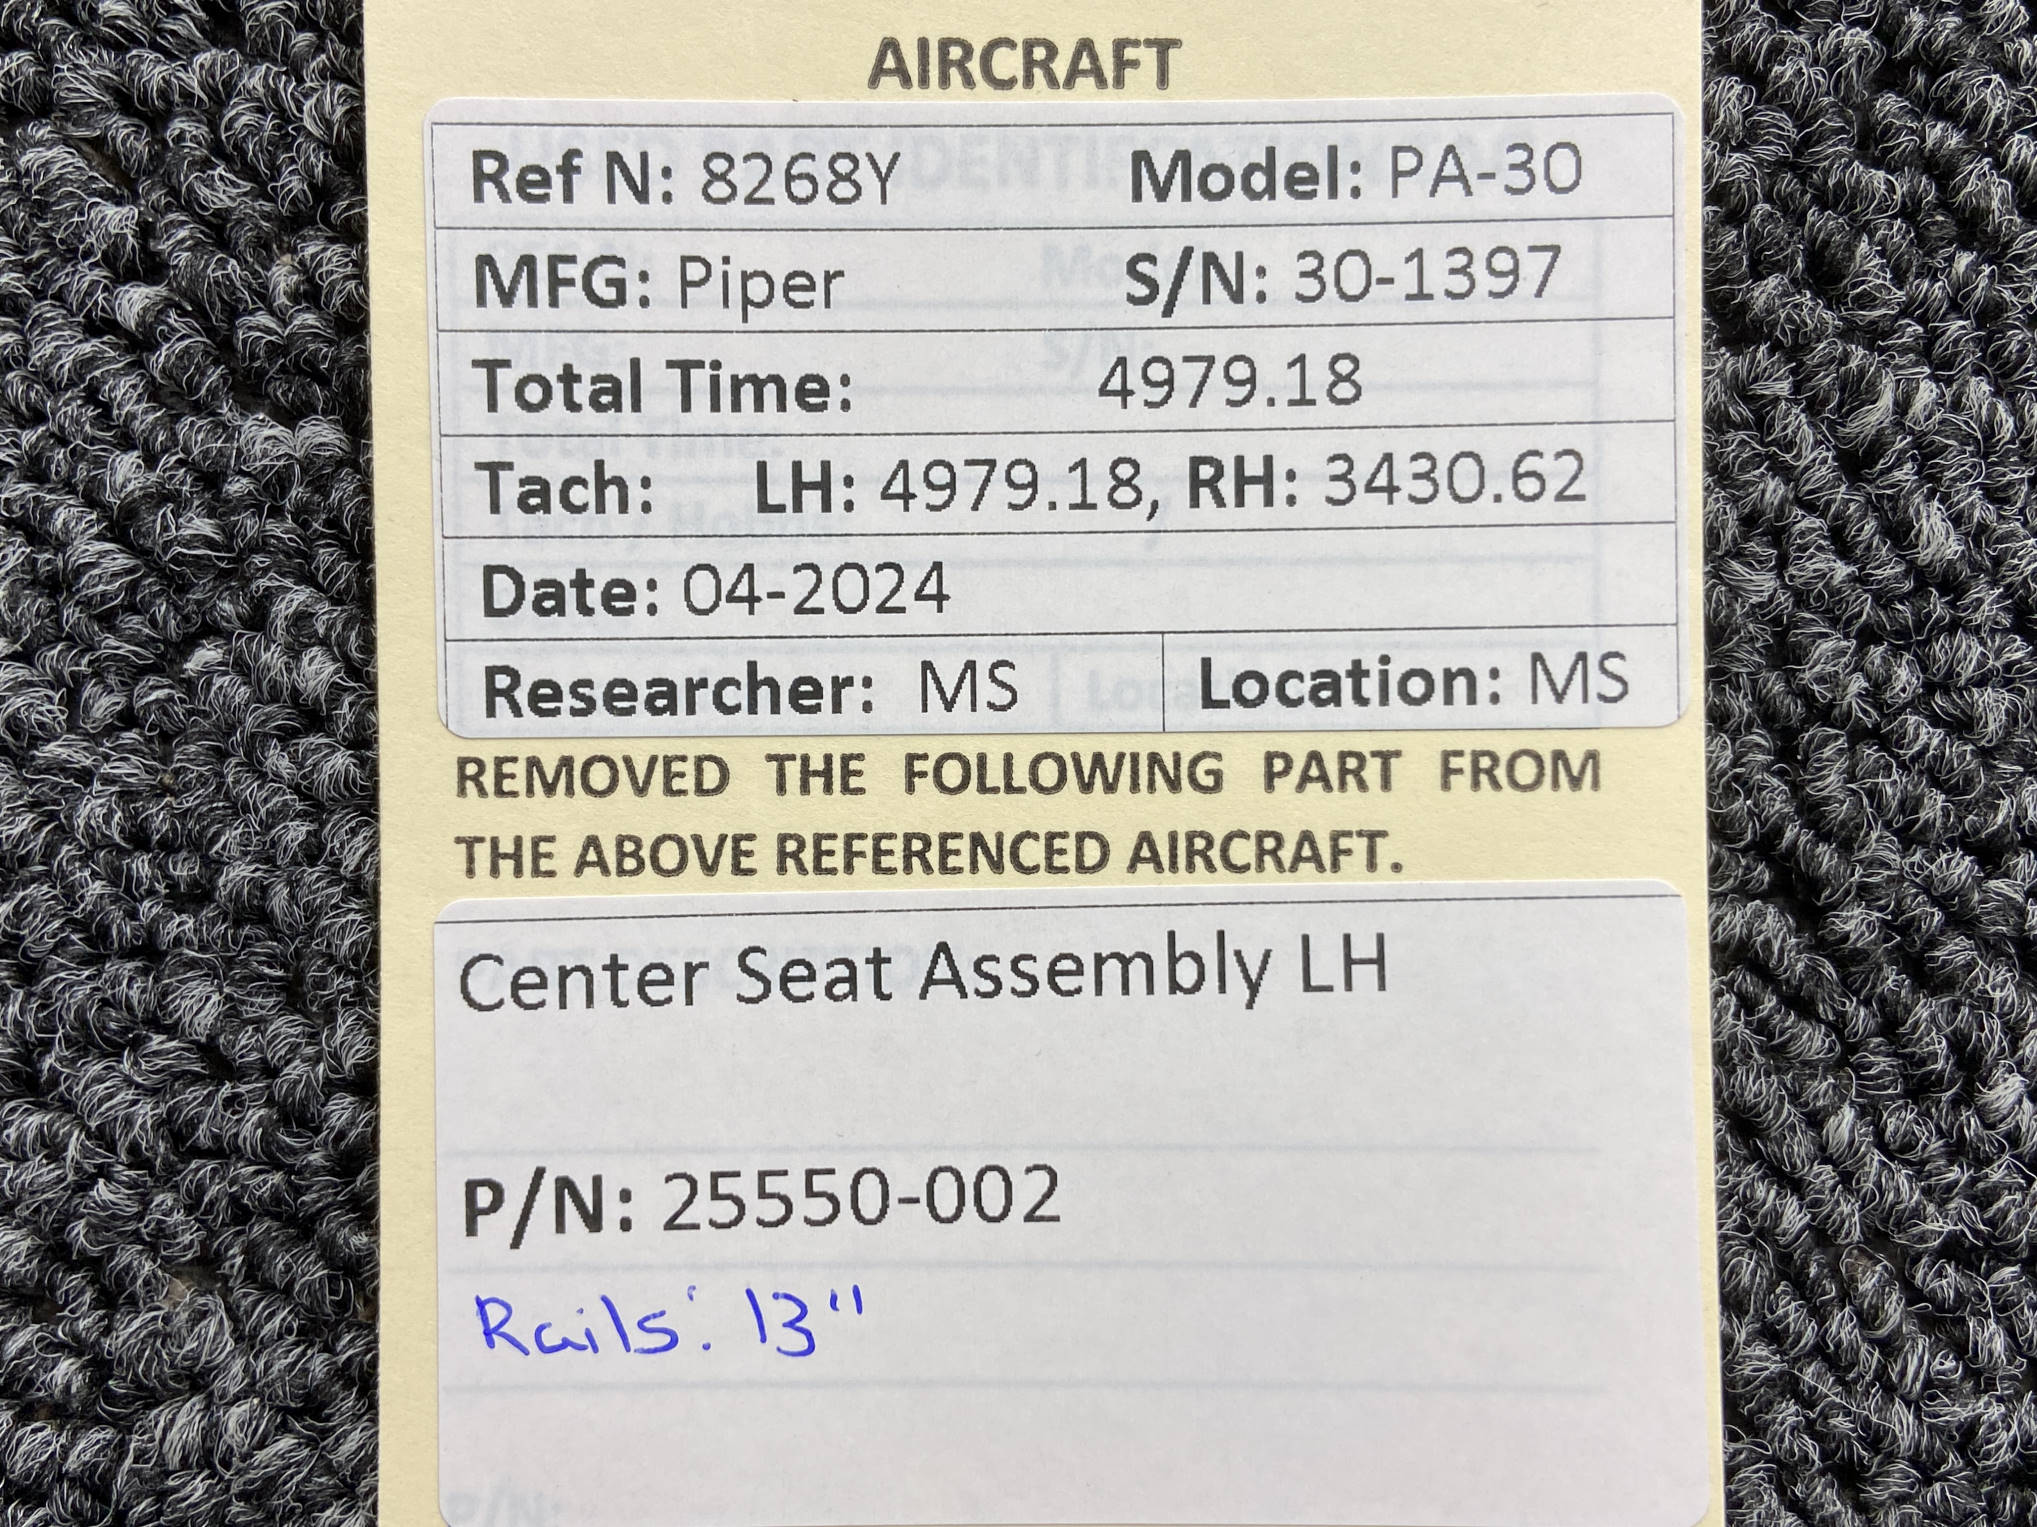 AIRCRAFT
Ref N: 8268Y Model: PA-30
MFG: Piper S/N: 30-1397
Total Time: 4979.18
Tach: LH: 4979.18, RH: 3430.62
Date: 04-2024
Researcher: MS Location: MS
REMOVED THE FOLLOWING PART FROM
THE ABOVE REFERENCED AIRCRAFT.
Center Seat Assembly LH
P/N: 25550-002
Rails: 13"
P/N: